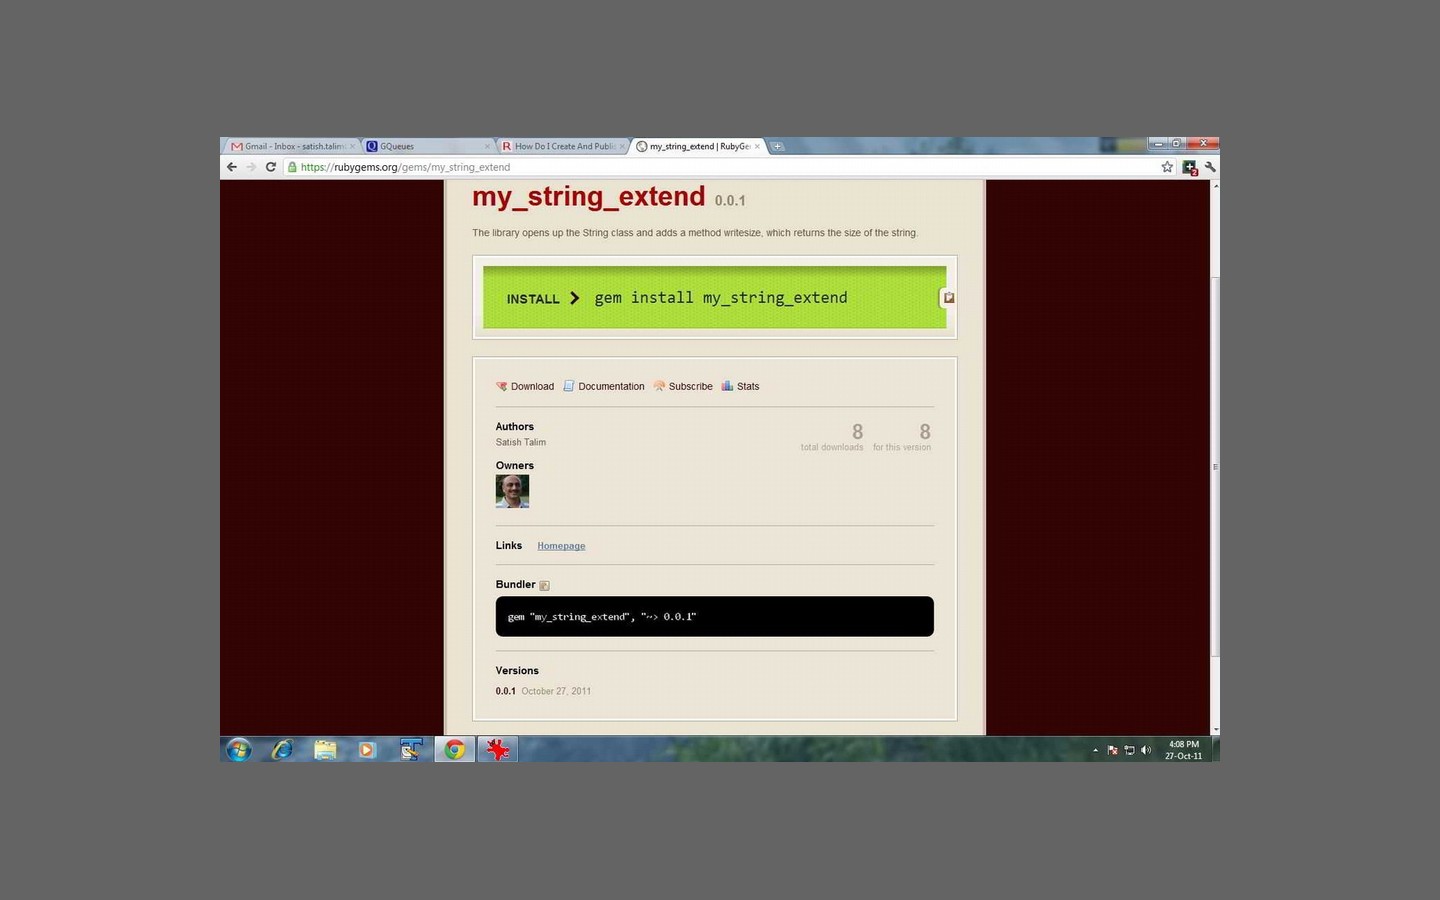 Gmail - Inbox - satish.talim
GQueues
How Do I Create And Publis
my_string_extend | RubyGe
https://rubygems.org/gems/my_string_extend
2
my_string_extend 0.0.1
The library opens up the String class and adds a method writesize, which returns the size of the string.
INSTALL gem install my_string_extend
Download Documentation Subscribe Stats
Authors
Satish Talim
8 8
total downloads for this version
Owners
Links Homepage
Bundler
gem "my_string_extend", "~> 0.0.1"
Versions
0.0.1 October 27, 2011
4:08 PM
27-Oct-11